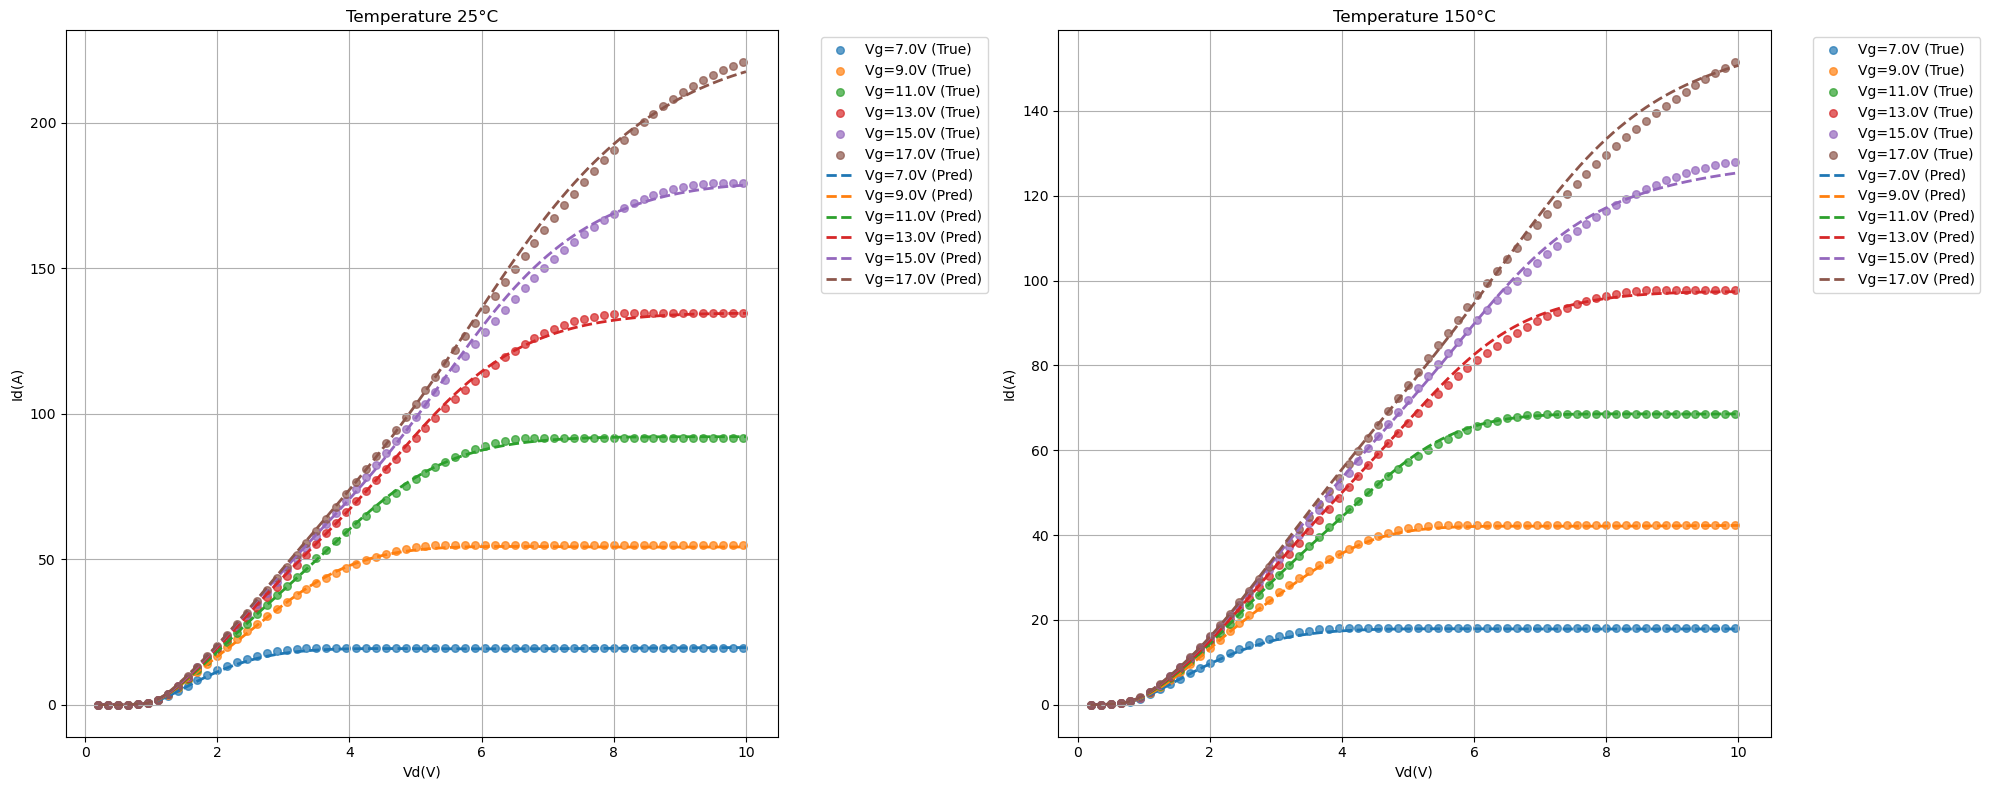 Temperature 25°C
Id(A)
200
150
100
50
0
0 2 4 6 8 10
Vd(V)
Vg=7.0V (True)
Vg=9.0V (True)
Vg=11.0V (True)
Vg=13.0V (True)
Vg=15.0V (True)
Vg=17.0V (True)
Vg=7.0V (Pred)
Vg=9.0V (Pred)
Vg=11.0V (Pred)
Vg=13.0V (Pred)
Vg=15.0V (Pred)
Vg=17.0V (Pred)
Temperature 150°C
Id(A)
140
120
100
80
60
40
20
0
0 2 4 6 8 10
Vd(V)
Vg=7.0V (True)
Vg=9.0V (True)
Vg=11.0V (True)
Vg=13.0V (True)
Vg=15.0V (True)
Vg=17.0V (True)
Vg=7.0V (Pred)
Vg=9.0V (Pred)
Vg=11.0V (Pred)
Vg=13.0V (Pred)
Vg=15.0V (Pred)
Vg=17.0V (Pred)